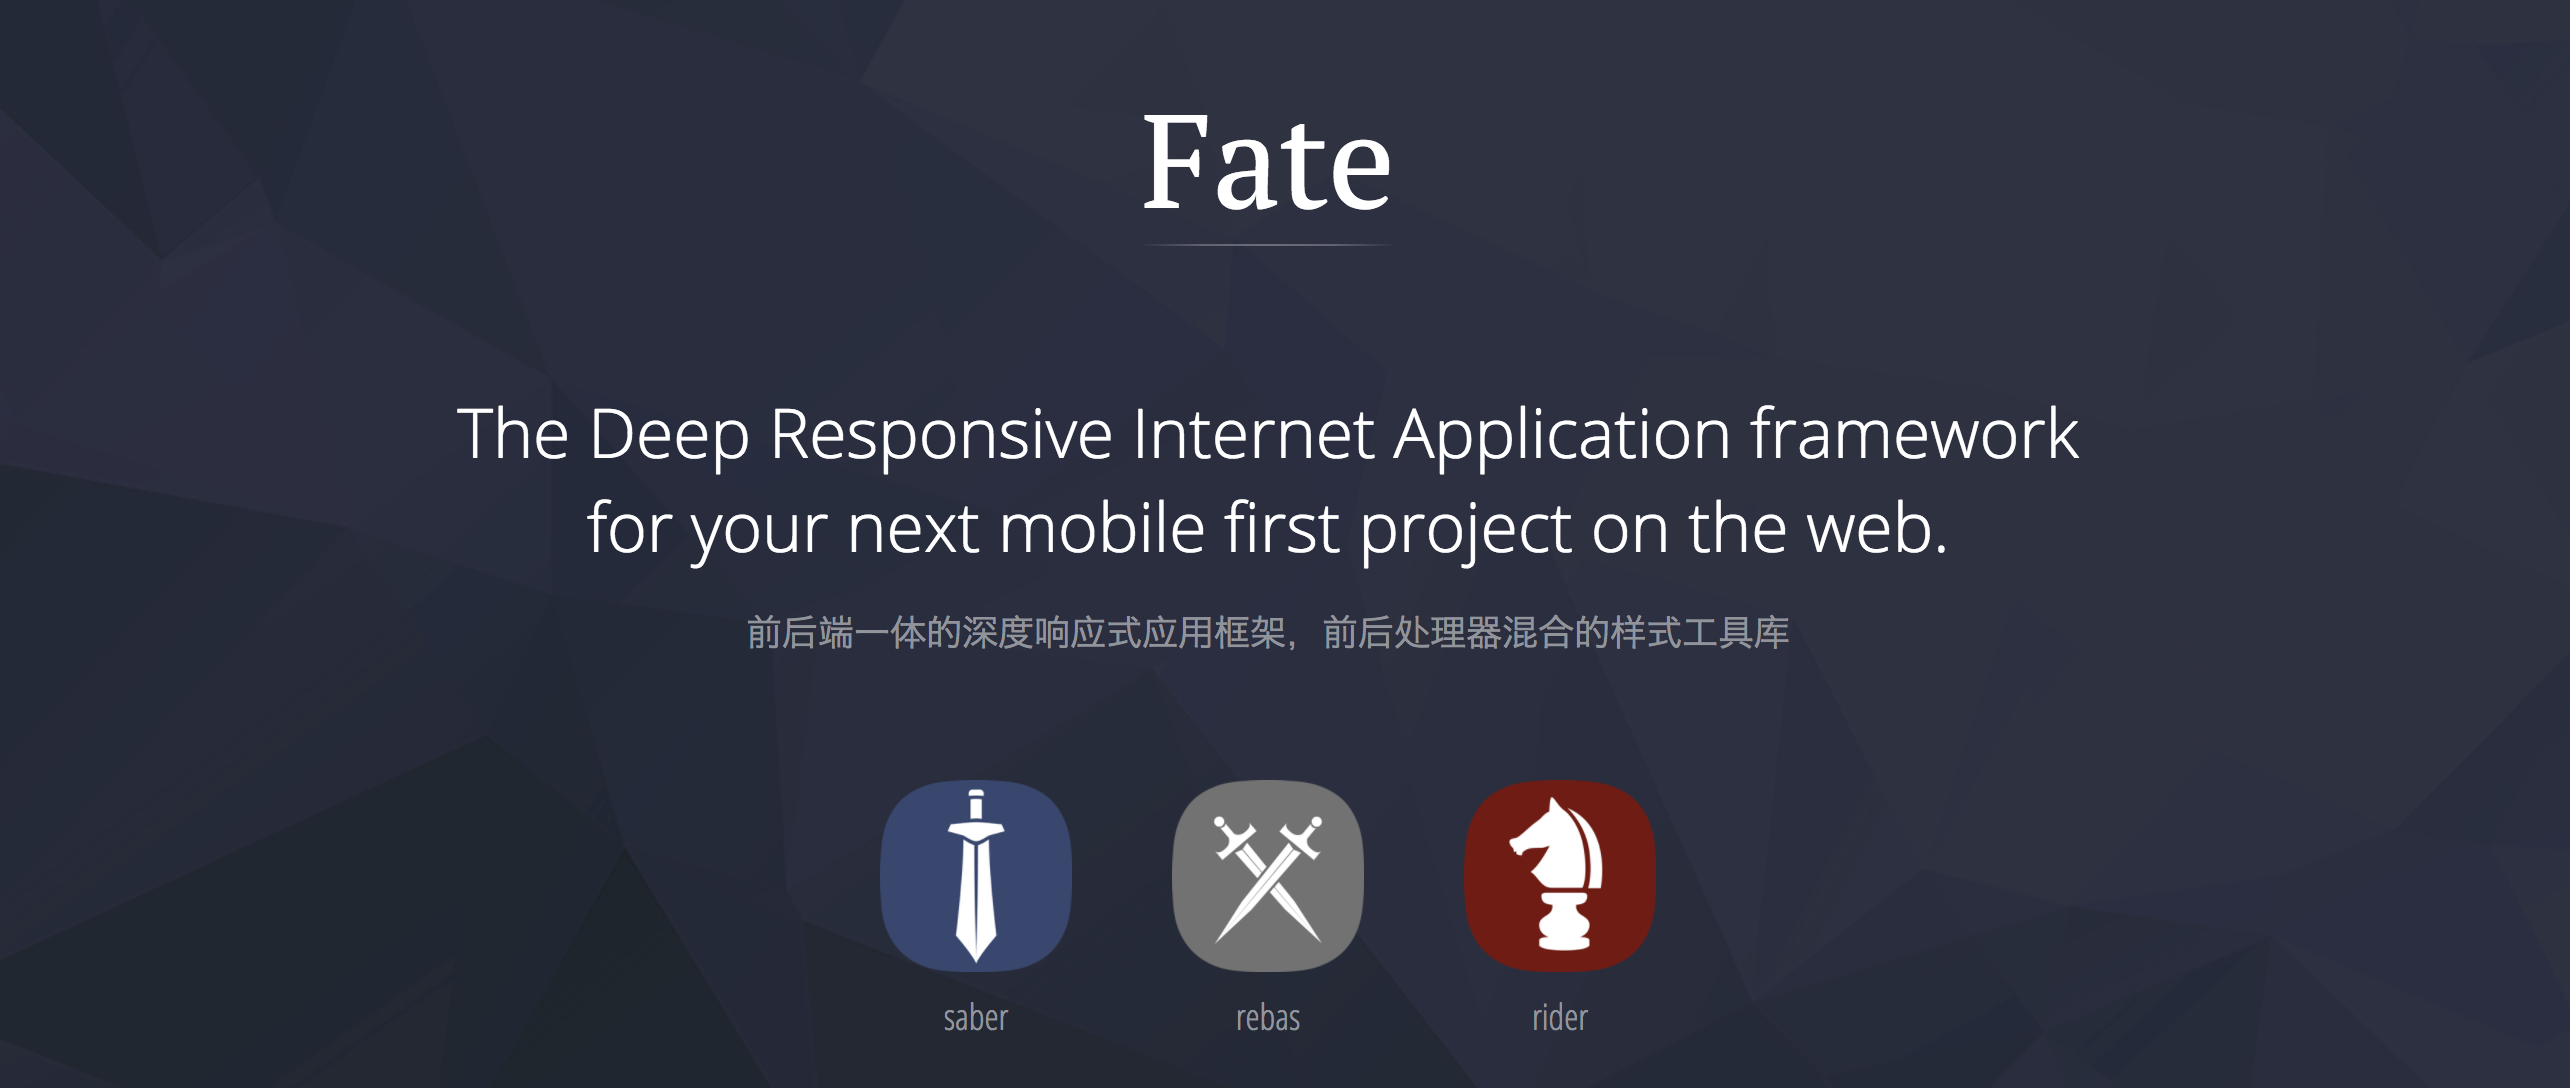 Fate
The Deep Responsive Internet Application framework
for your next mobile first project on the web.
前后端一体的深度响应式应用框架，前后处理器混合的样式工具库
saber
rebas
rider